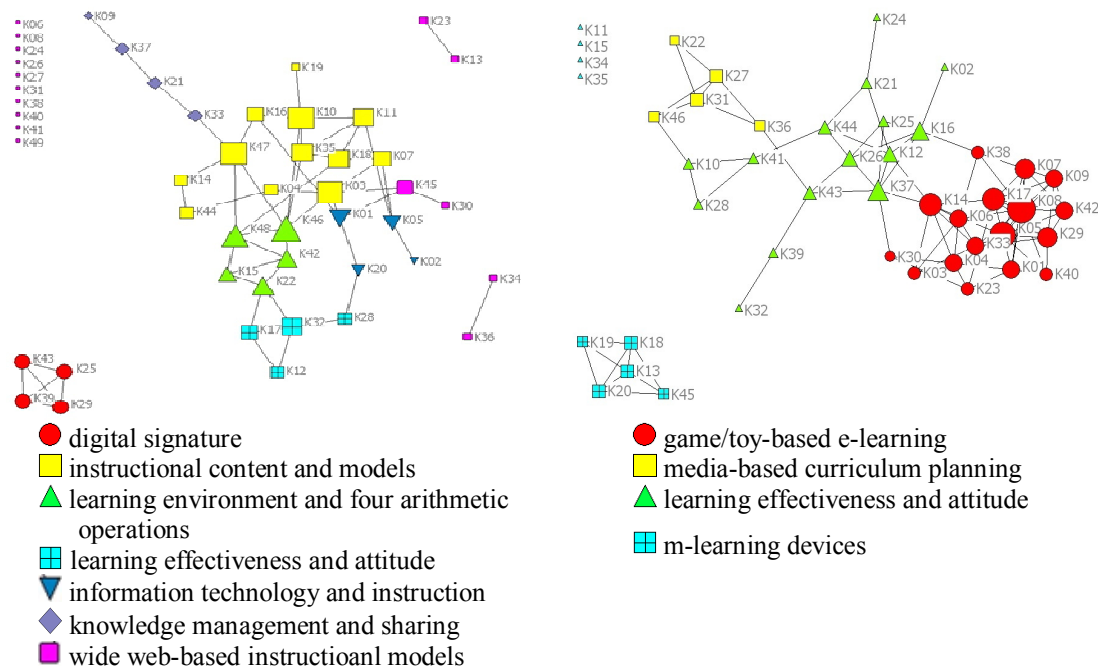 K06
K08
K24
K26
K27
K31
K38
K40
K41
K49
K09
K37
K21
K33
K23
K13
K19
K16
K10
K11
K47
K35
K18
K07
K14
K04
K03
K45
K44
K46
K01
K05
K30
K48
K42
K02
K15
K20
K22
K34
K17
K32
K28
K36
K12
K43
K25
K39
K29
digital signature
instructional content and models
learning environment and four arithmetic
operations
learning effectiveness and attitude
information technology and instruction
knowledge management and sharing
wide web-based instructioanl models
K11
K15
K34
K35
K24
K22
K27
K02
K21
K31
K46
K36
K44
K25
K16
K10
K41
K26
K12
K38
K07
K09
K28
K43
K37
K14
K17
K08
K42
K06
K05
K29
K39
K30
K33
K03
K04
K01
K40
K23
K32
K19
K18
K13
K20
K45
game/toy-based e-learning
media-based curriculum planning
learning effectiveness and attitude
m-learning devices